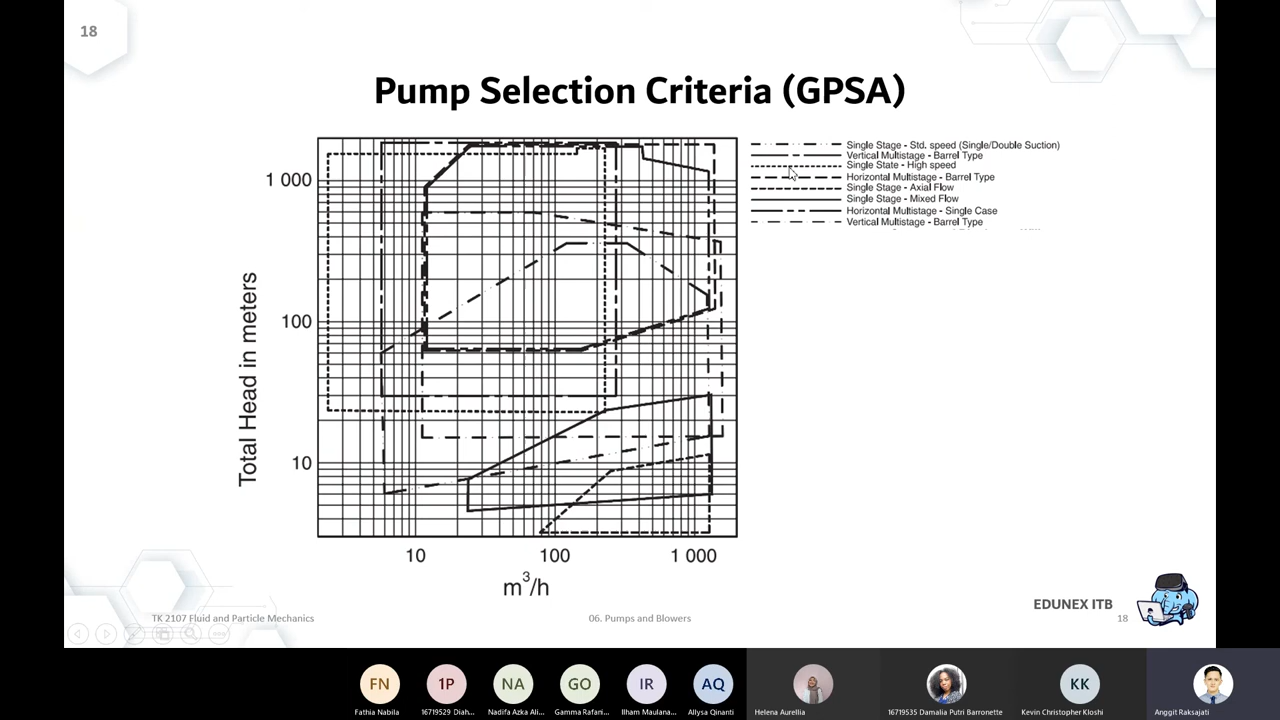 18
Pump Selection Criteria (GPSA)
Single Stage - Std. speed (Single/Double Suction)
Vertical Multistage - Barrel Type
Single State - High speed
Horizontal Multistage - Barrel Type
Single Stage - Axial Flow
Single Stage - Mixed Flow
Horizontal Multistage - Single Case
Vertical Multistage - Barrel Type
1 000
100
10
Total Head in meters
10 100 1 000
m³/h
EDUNEX ITB
TK 2107 Fluid and Particle Mechanics
06. Pumps and Blowers
18
FN
1P
NA
GO
IR
AQ
KK
Fathia Nabila
16719529 Diah...
Nadifa Azka Ali...
Gamma Rafari...
Ilham Maulana...
Allysa Qinanti
Helena Aurellia
16719535 Damalia Putri Barronette
Kevin Christopher Kloshi
Anggit Raksajati